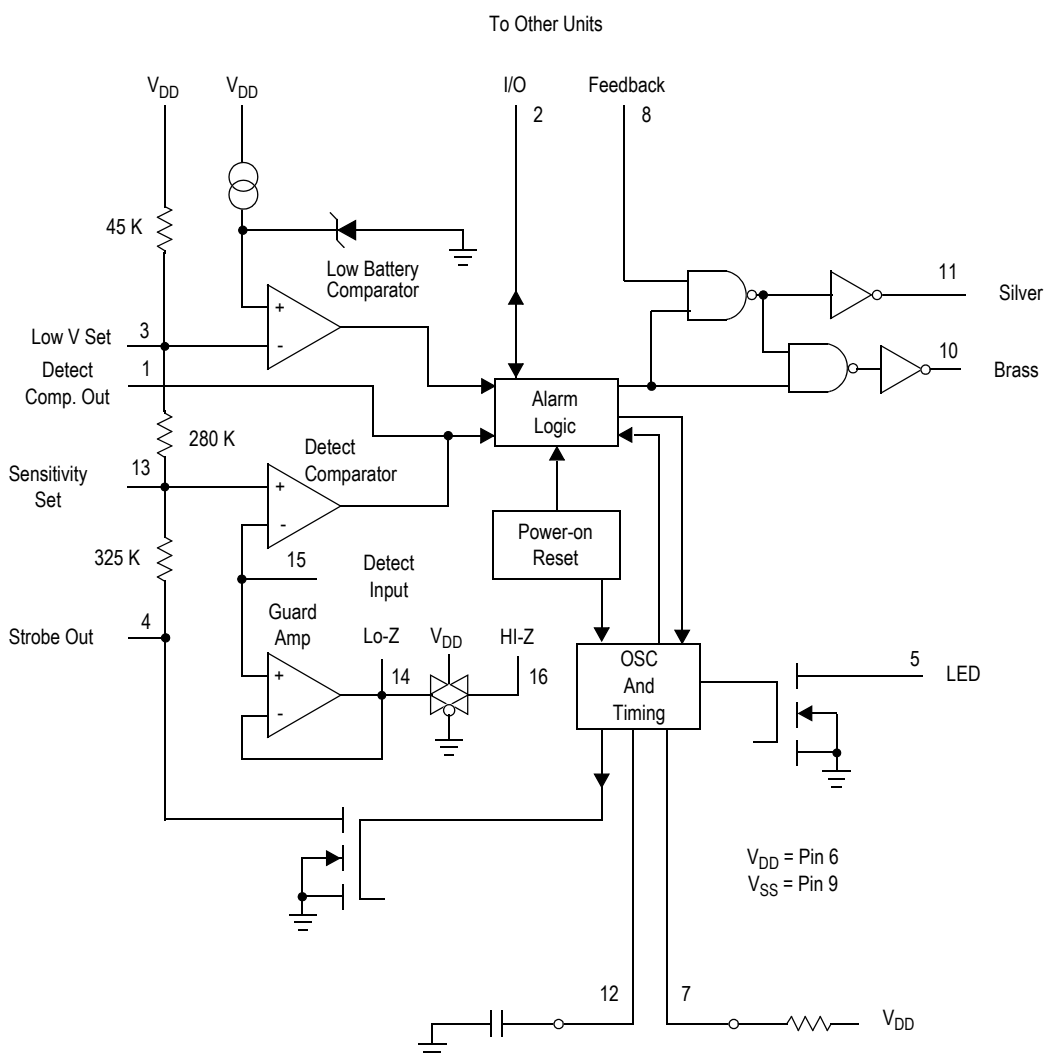 To Other Units
VDD
VDD
I/O
2
Feedback
8
45 K
Low Battery
Comparator
11
Silver
Low V Set
3
Detect
Comp. Out
1
+
-
10
Brass
Alarm
Logic
280 K
Detect
Comparator
Sensitivity
Set
13
+
-
Power-on
Reset
325 K
15
Detect
Input
Strobe Out
4
Guard
Amp
Lo-Z
14
VDD
HI-Z
16
+
-
OSC
And
Timing
5
LED
VDD = Pin 6
VSS = Pin 9
12
7
VDD